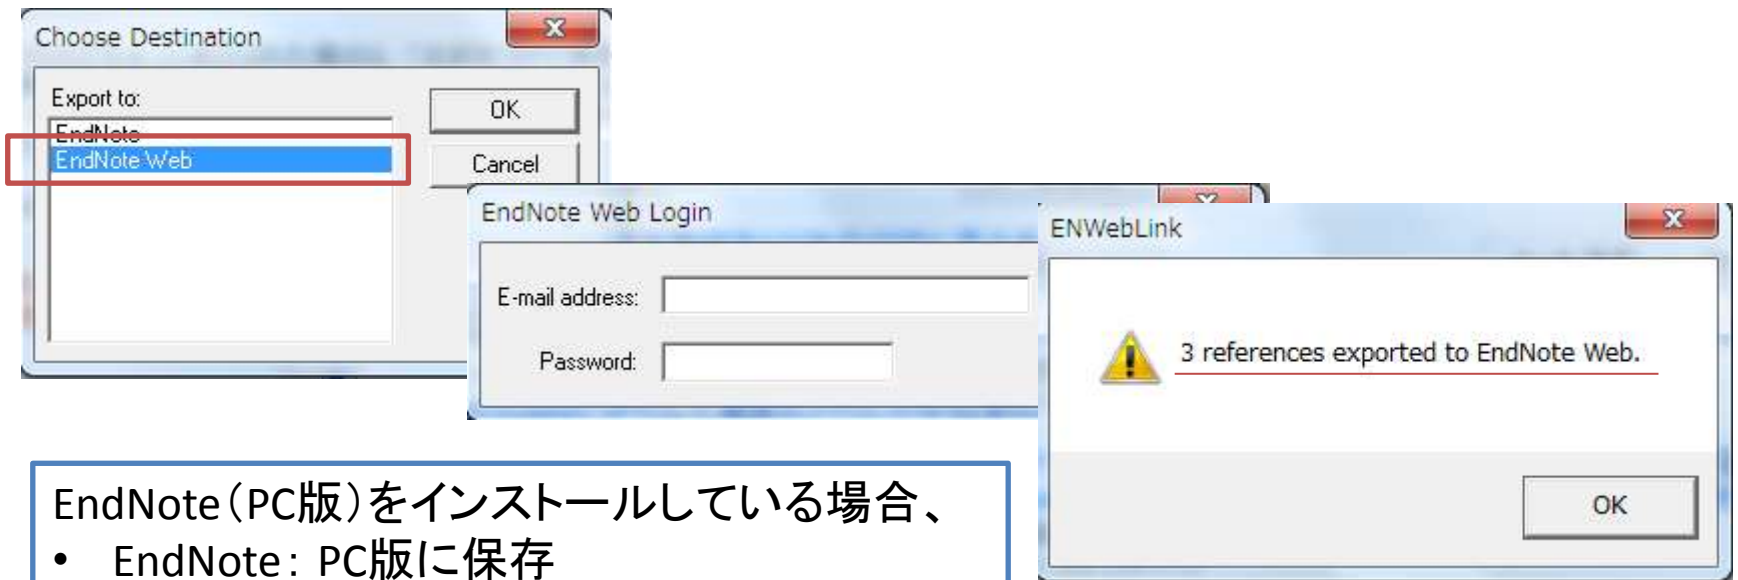 Choose Destination
Export to:
EndNote
EndNote Web
OK
Cancel
EndNote Web Login
E-mail address:
Password:
ENWebLink
3 references exported to EndNote Web.
OK
EndNote（PC版）をインストールしている場合、
• EndNote： PC版に保存